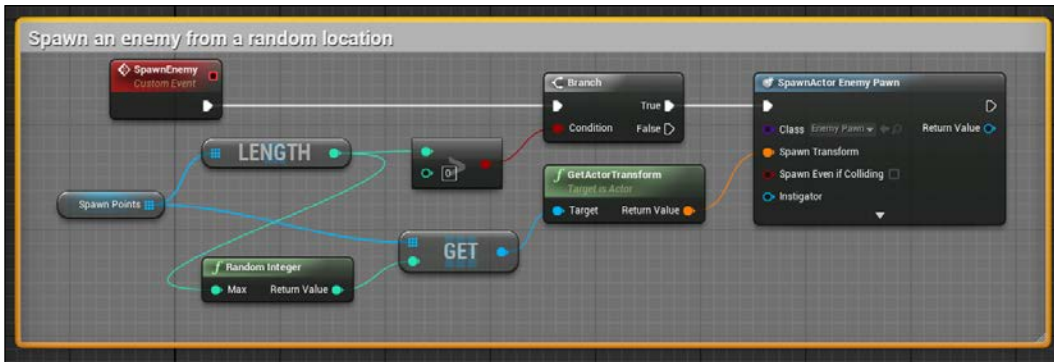 Spawn an enemy from a random location
SpawnEnemy
Custom Event
Branch
True
Condition
False
SpawnActor Enemy Pawn
Class Enemy Pawn
Return Value
Spawn Transform
Spawn Even if Colliding
Instigator
LENGTH
>
0
GetActorTransform
Target is Actor
Target
Return Value
Spawn Points
GET
Random Integer
Max
Return Value